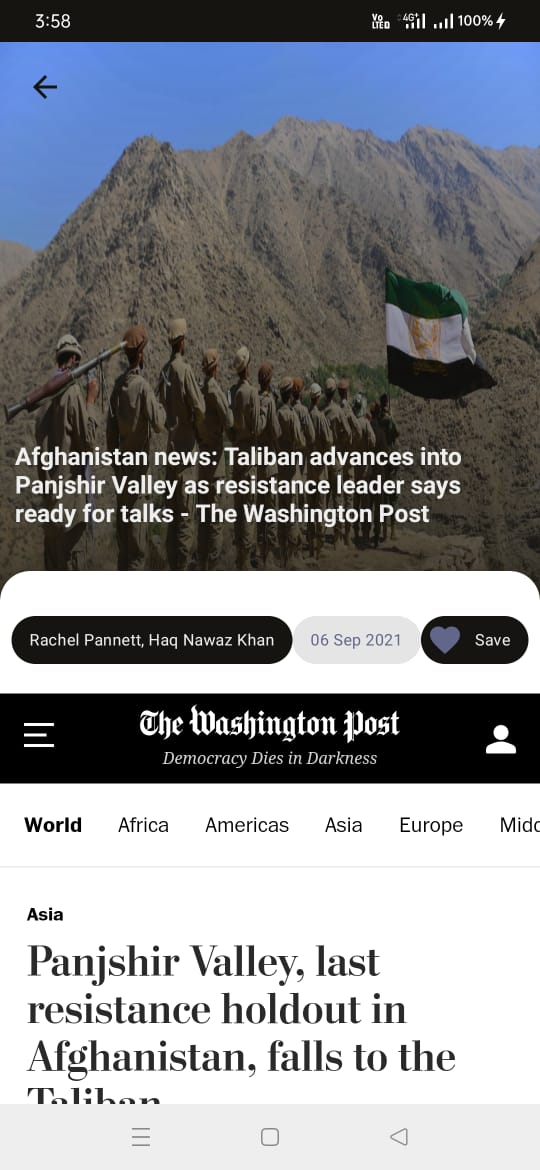 3:58
Vo LTED 4G+ 100%
Afghanistan news: Taliban advances into
Panjshir Valley as resistance leader says
ready for talks - The Washington Post
Rachel Pannett, Haq Nawaz Khan
06 Sep 2021
Save
The Washington Post
Democracy Dies in Darkness
World Africa Americas Asia Europe Midd
Asia
Panjshir Valley, last
resistance holdout in
Afghanistan, falls to the
Taliban